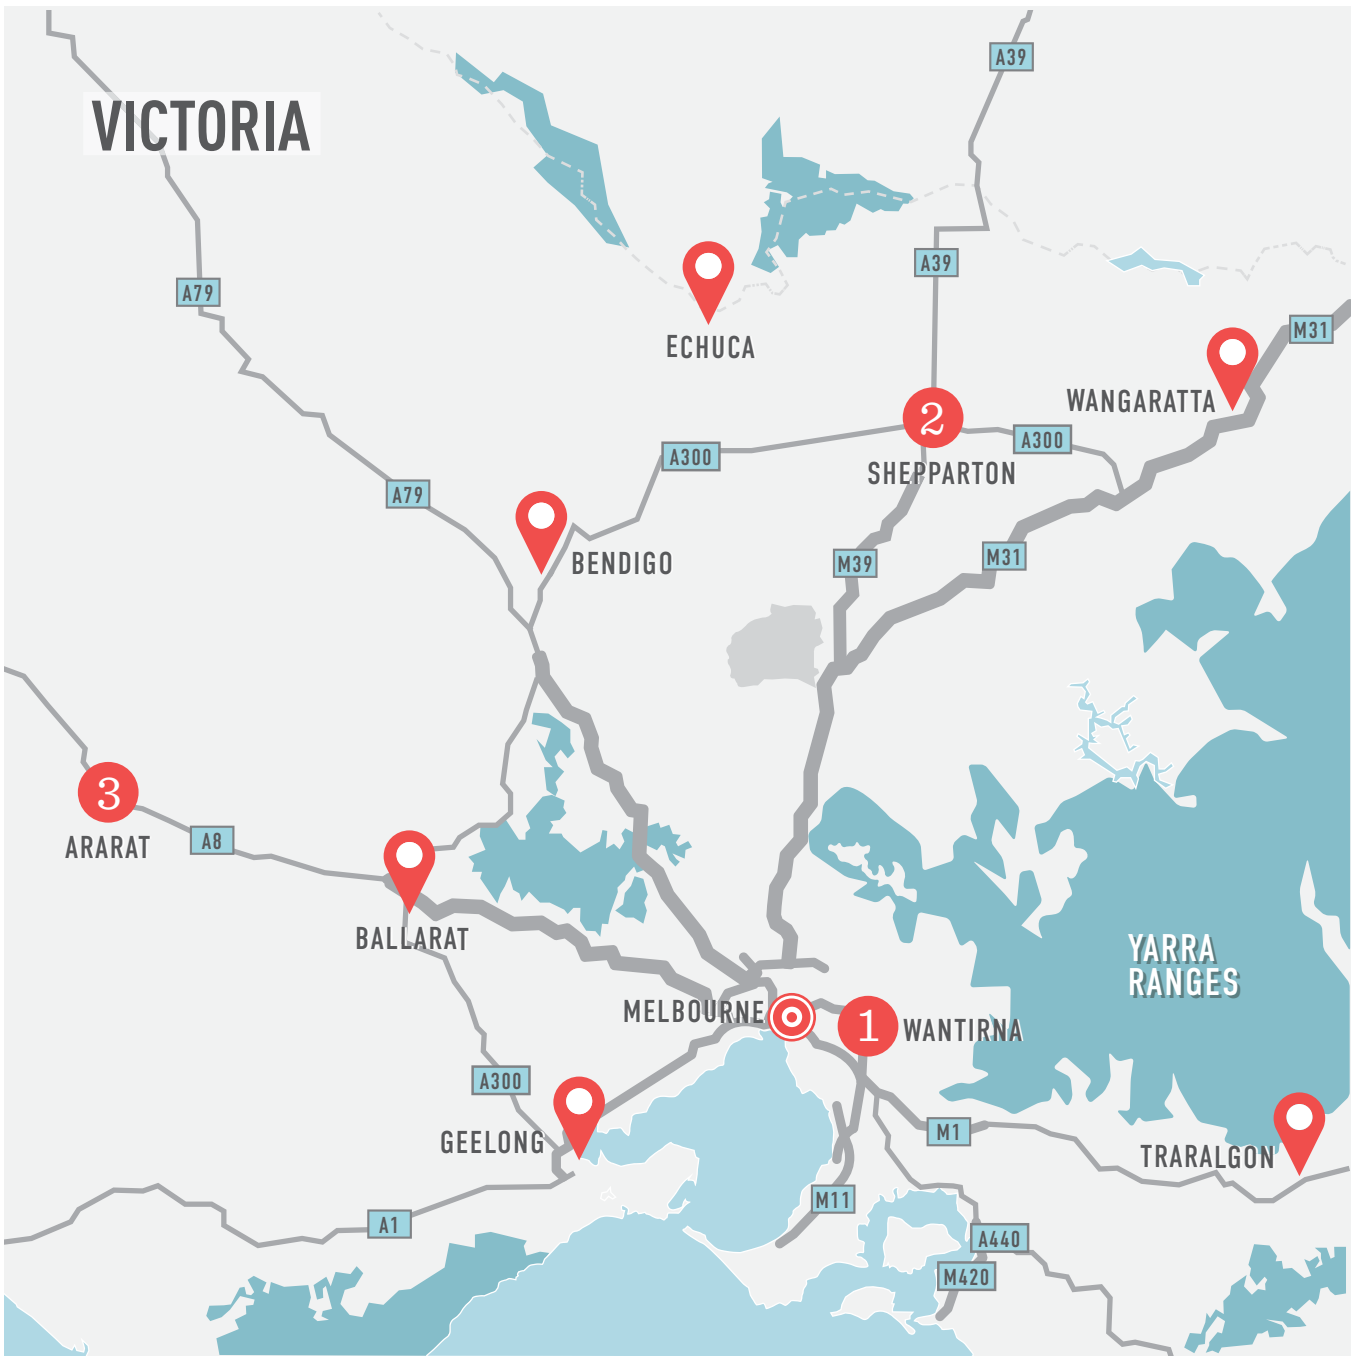 A39
VICTORIA
A39
A79
M31
ECHUCA
WANGARATTA
2
A300
A300
SHEPPARTON
A79
BENDIGO
M39
M31
3
A8
ARARAT
BALLARAT
YARRA
RANGES
MELBOURNE
1
WANTIRNA
A300
GEELONG
M1
TRARALGON
M11
A1
A440
M420